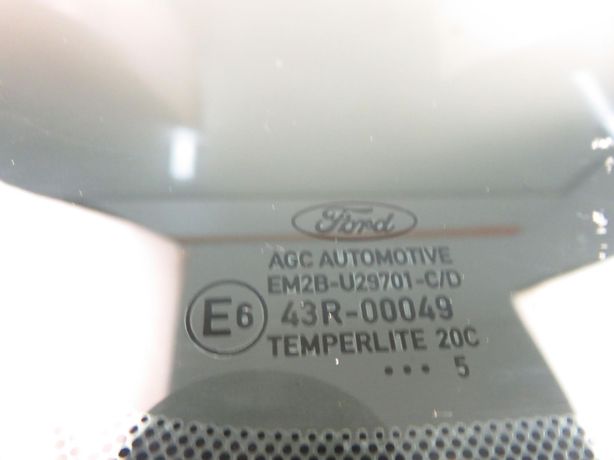 Ford
AGC AUTOMOTIVE
EM2B-U29701-C/D
E6 43R-00049
TEMPERLITE 20C
••• 5